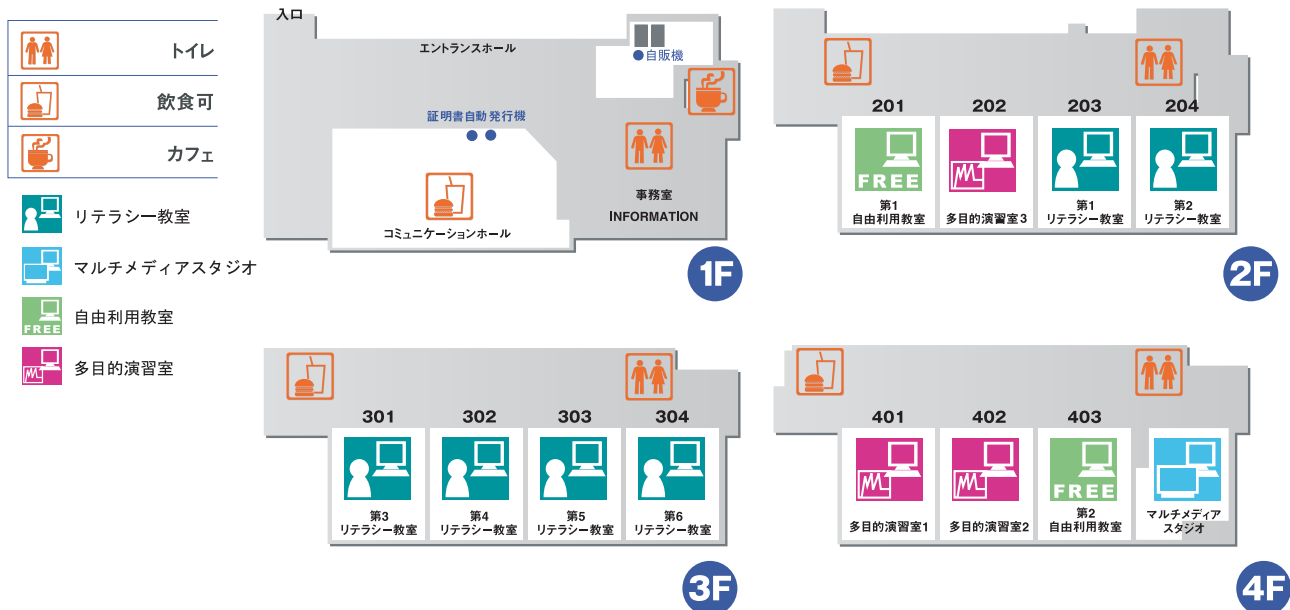 トイレ
飲食可
カフェ
リテラシー教室
マルチメディアスタジオ
FREE
自由利用教室
多目的演習室
入口
エントランスホール
自販機
証明書自動発行機
コミュニケーションホール
事務室
INFORMATION
1F
201
202
203
204
FREE
第1
自由利用教室
多目的演習室3
第1
リテラシー教室
第2
リテラシー教室
2F
301
302
303
304
第3
リテラシー教室
第4
リテラシー教室
第5
リテラシー教室
第6
リテラシー教室
3F
401
402
403
FREE
多目的演習室1
多目的演習室2
第2
自由利用教室
マルチメディア
スタジオ
4F